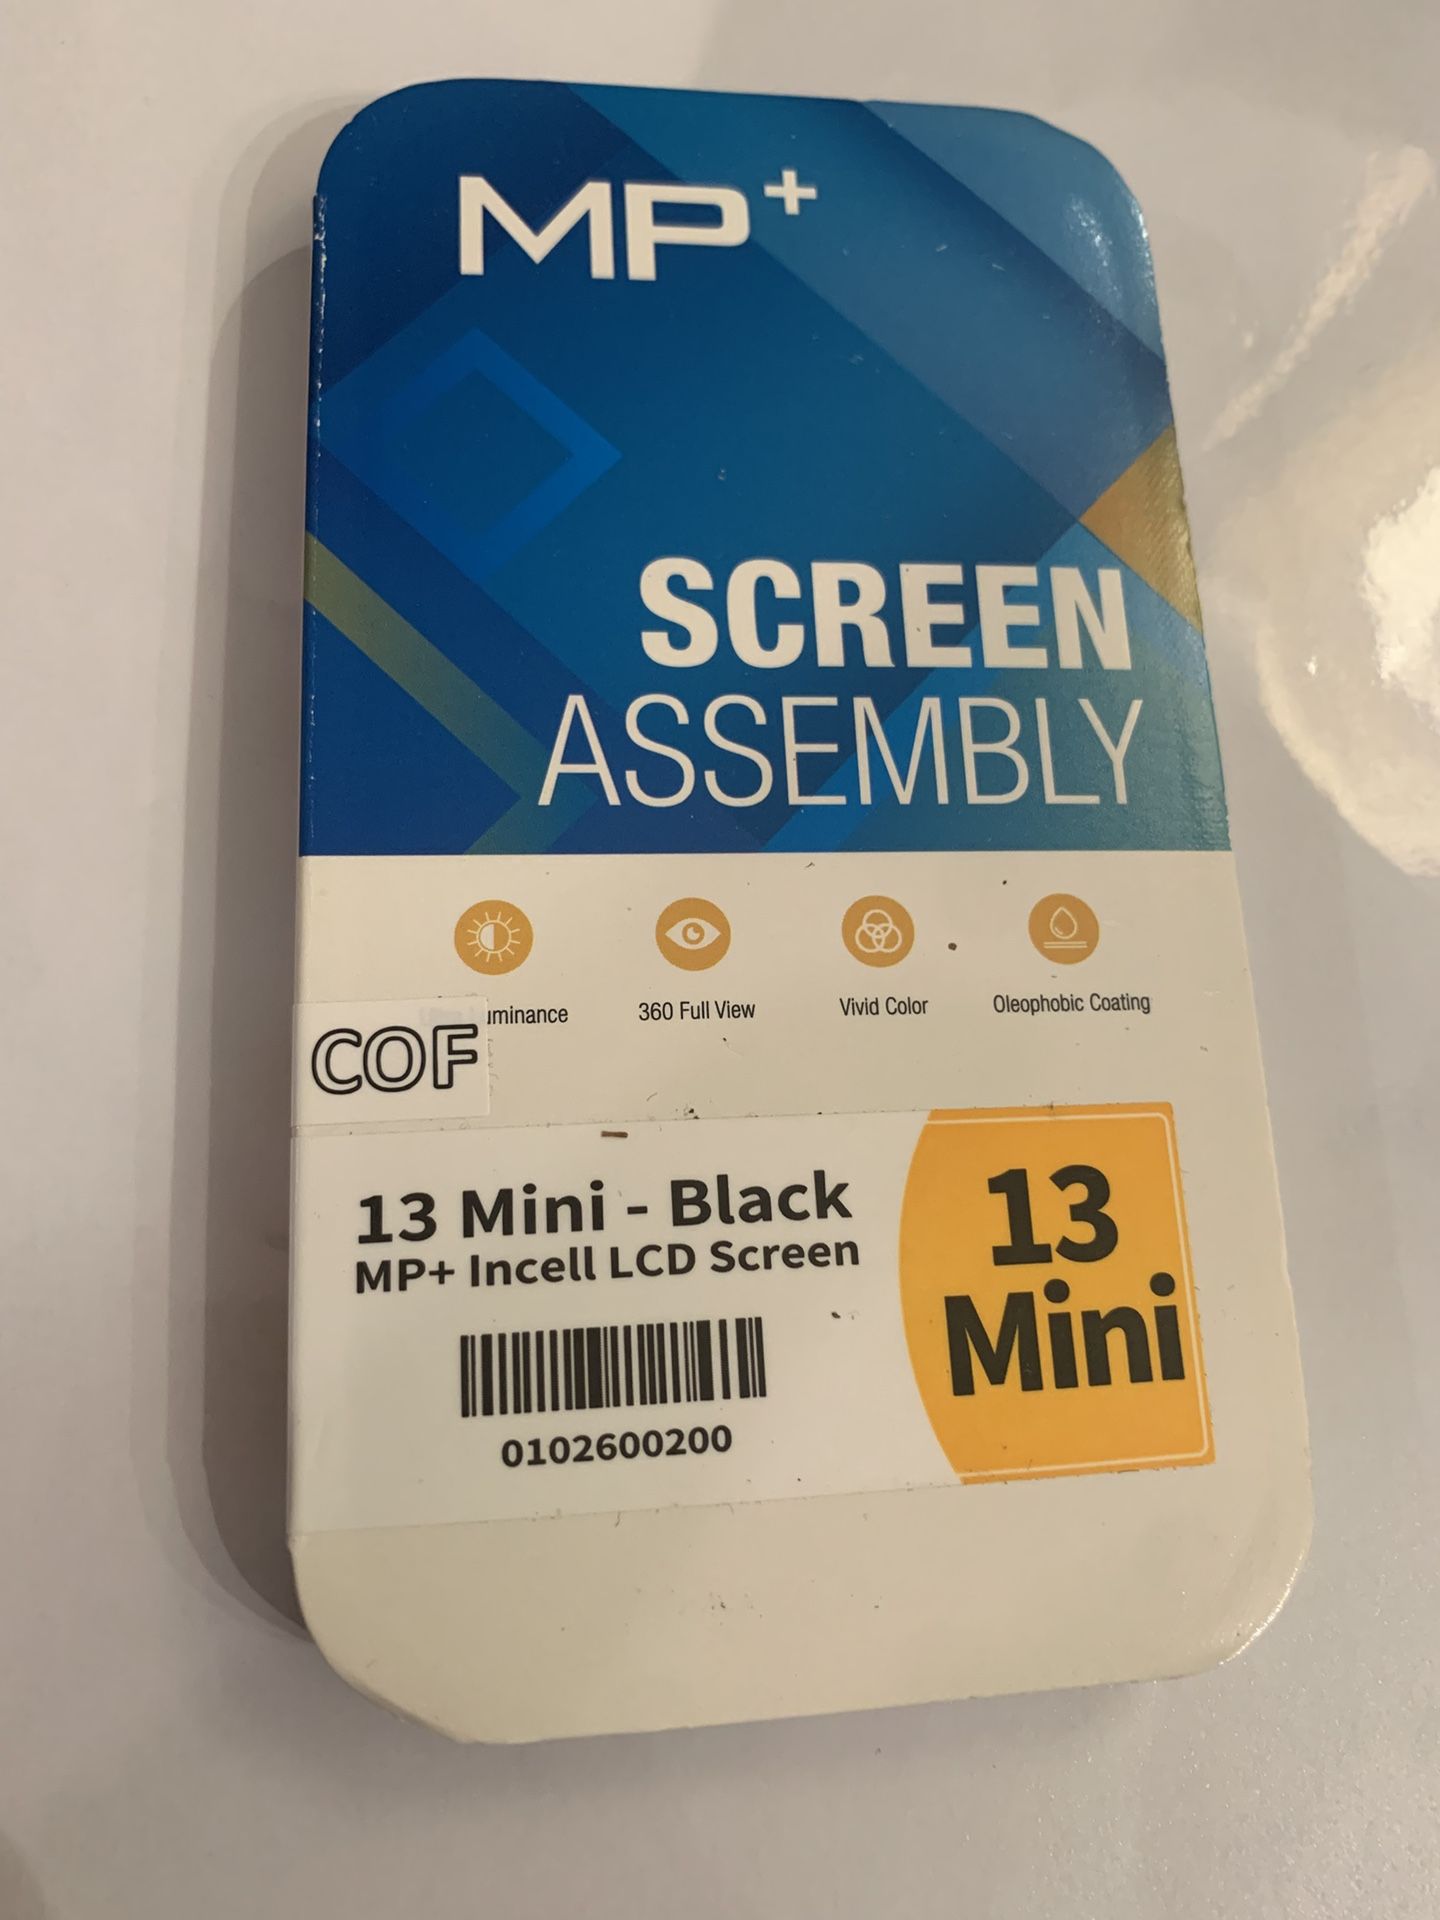 MP+
SCREEN
ASSEMBLY
360 Full View
Vivid Color
Oleophobic Coating
COF
13 Mini - Black
MP+ Incell LCD Screen
0102600200
13
Mini